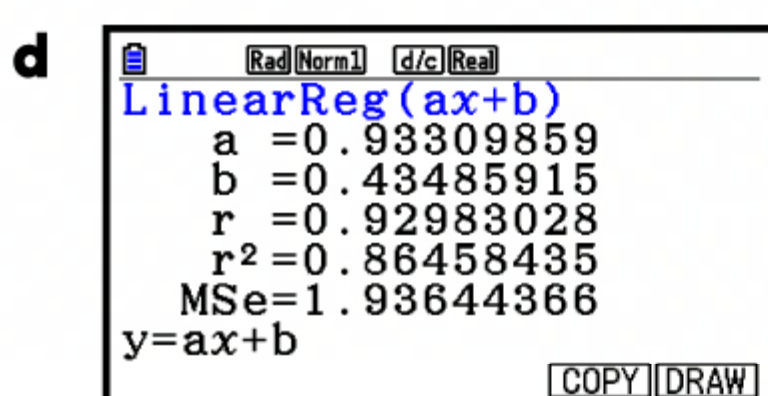 d
Rad Norm1 d/c Real
LinearReg(ax+b)
a =0.93309859
b =0.43485915
r =0.92983028
r²=0.86458435
MSe=1.93644366
y=ax+b
COPY DRAW